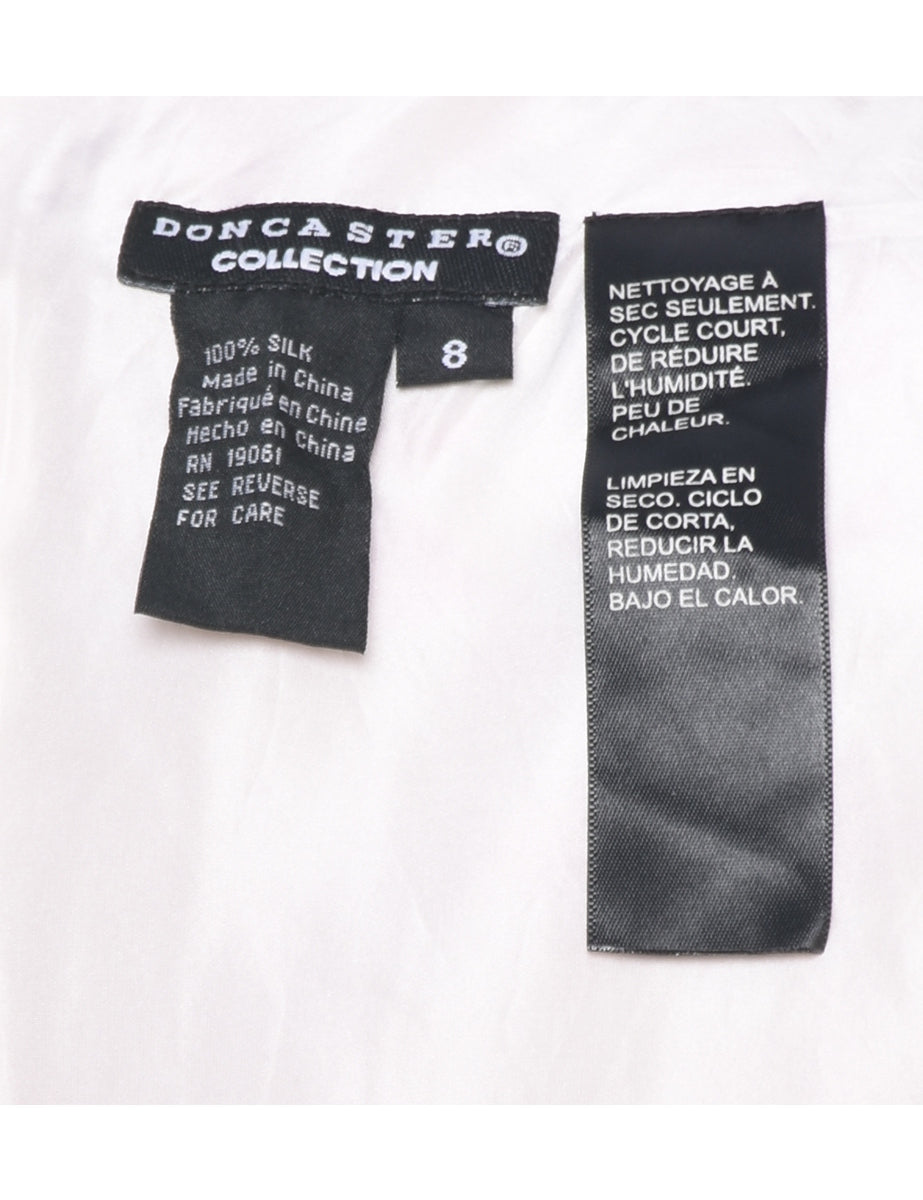 DONCASTER®
COLLECTION
100% SILK
Made in China
Fabriqué en Chine
Hecho en China
RN 19061
SEE REVERSE
FOR CARE
8
NETTOYAGE À
SEC SEULEMENT.
CYCLE COURT,
DE RÉDUIRE
L'HUMIDITÉ.
PEU DE
CHALEUR.
LIMPIEZA EN
SECO. CICLO
DE CORTA,
REDUCIR LA
HUMEDAD.
BAJO EL CALOR.